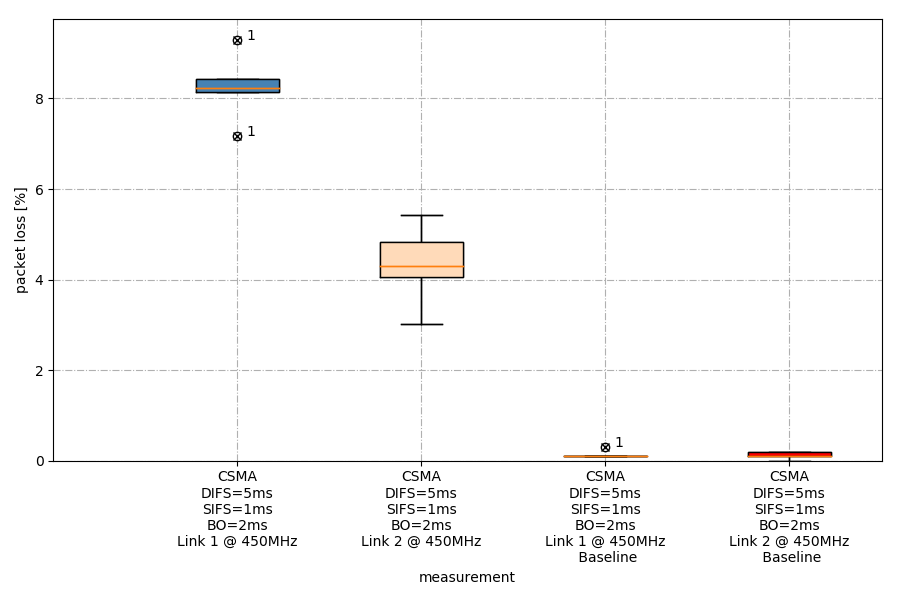 packet loss [%]
8
6
4
2
0
1
1
1
CSMA
DIFS=5ms
SIFS=1ms
BO=2ms
Link 1 @ 450MHz
CSMA
DIFS=5ms
SIFS=1ms
BO=2ms
Link 2 @ 450MHz
CSMA
DIFS=5ms
SIFS=1ms
BO=2ms
Link 1 @ 450MHz
Baseline
CSMA
DIFS=5ms
SIFS=1ms
BO=2ms
Link 2 @ 450MHz
Baseline
measurement